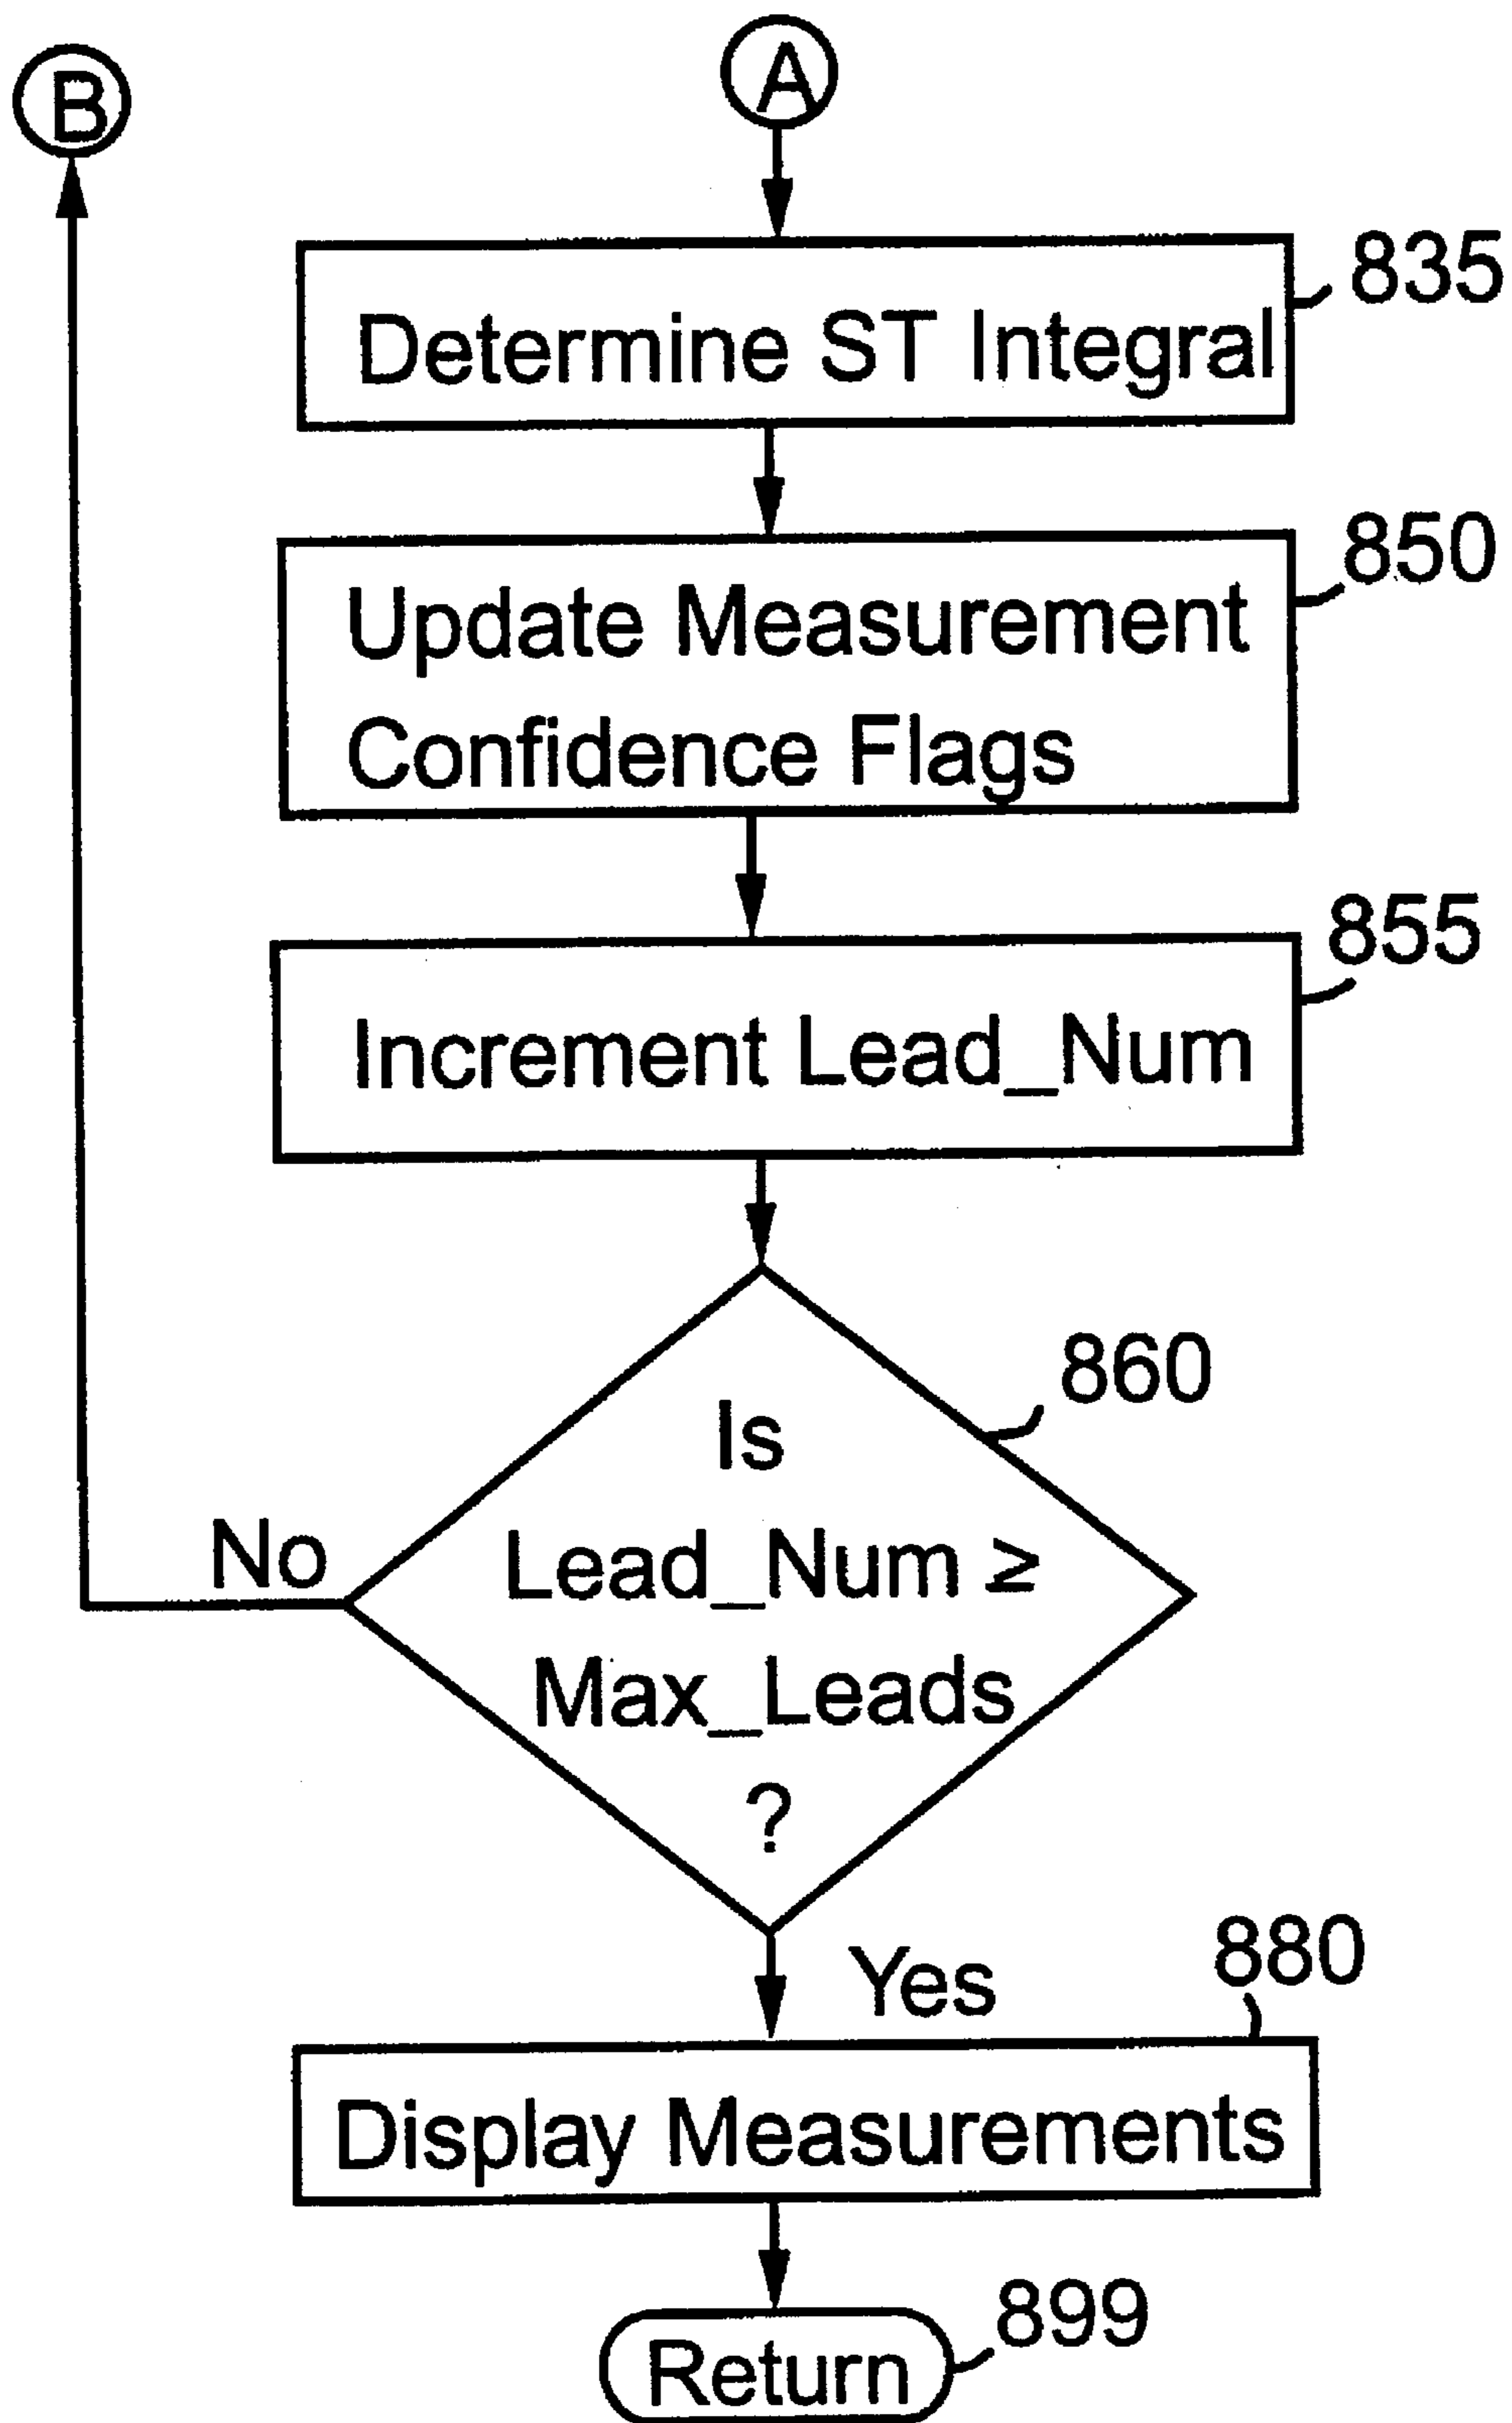 B
A
835
Determine ST Integral
850
Update Measurement
Confidence Flags
855
Increment Lead_Num
860
Is
Lead_Num ≥
Max_Leads
?
No
Yes
880
Display Measurements
899
Return